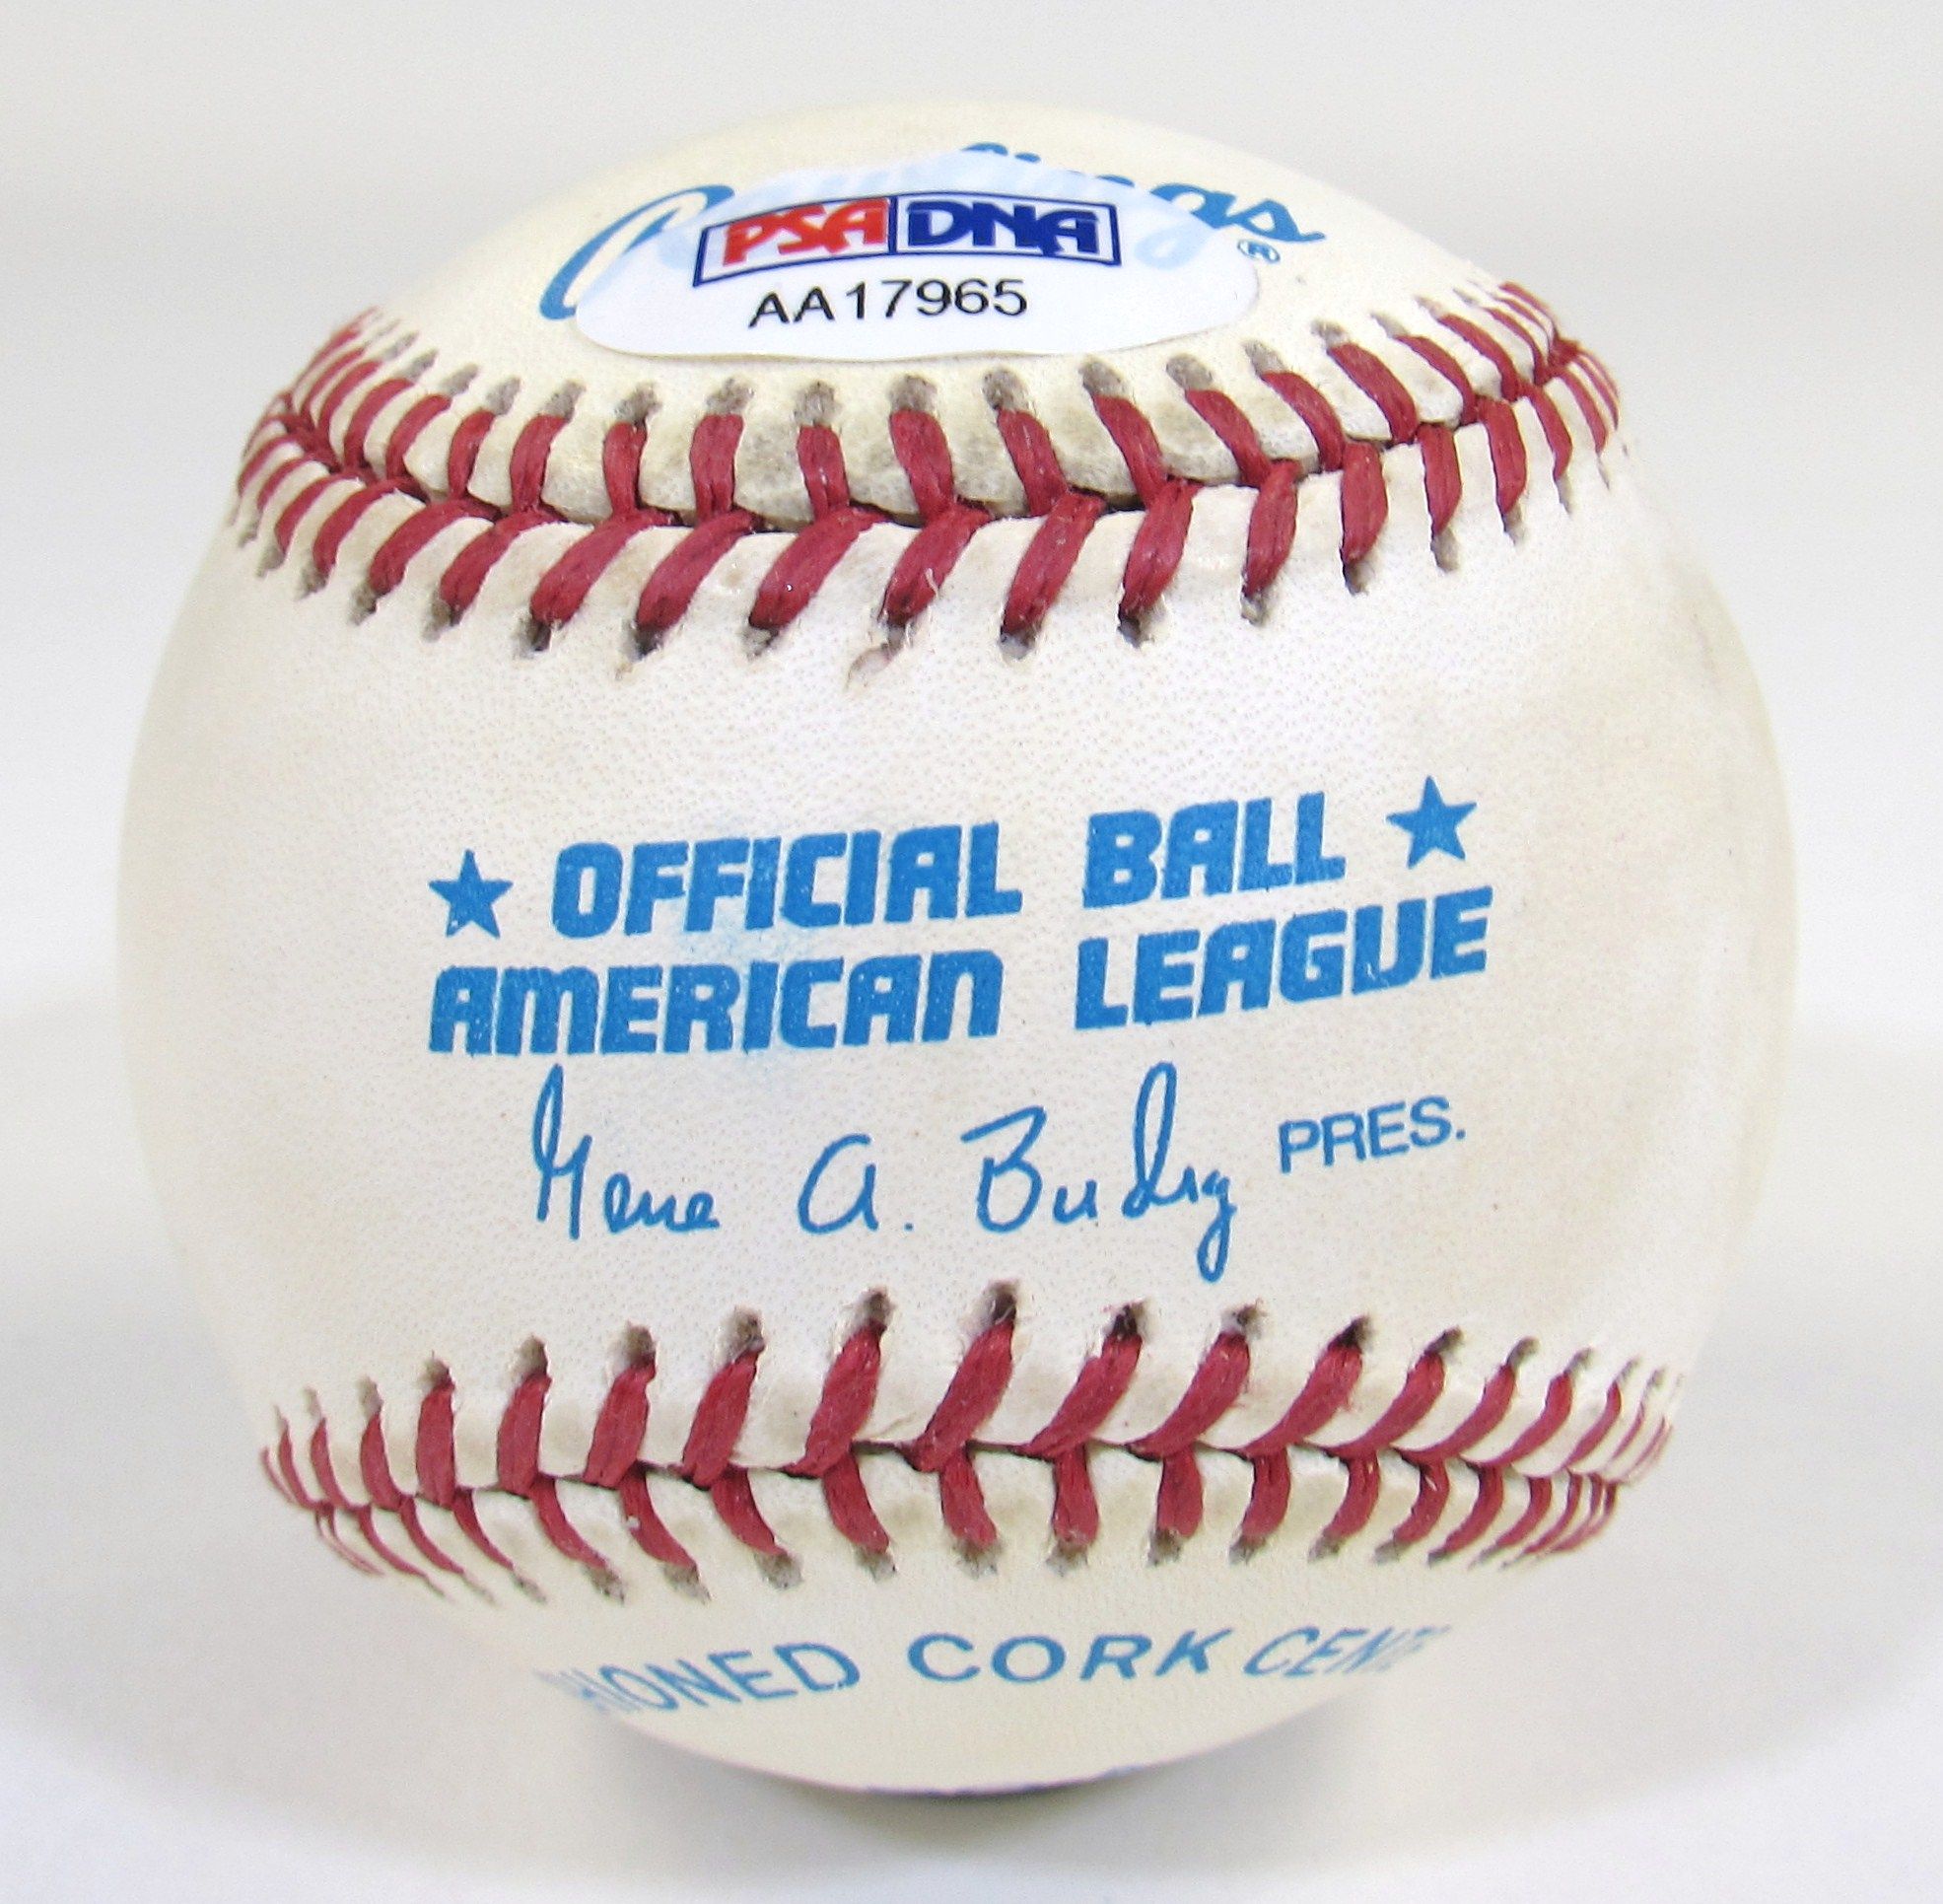 PSA DNA
AA17965
®
★ OFFICIAL BALL ★
AMERICAN LEAGUE
Gene A. Budig PRES.
CORK